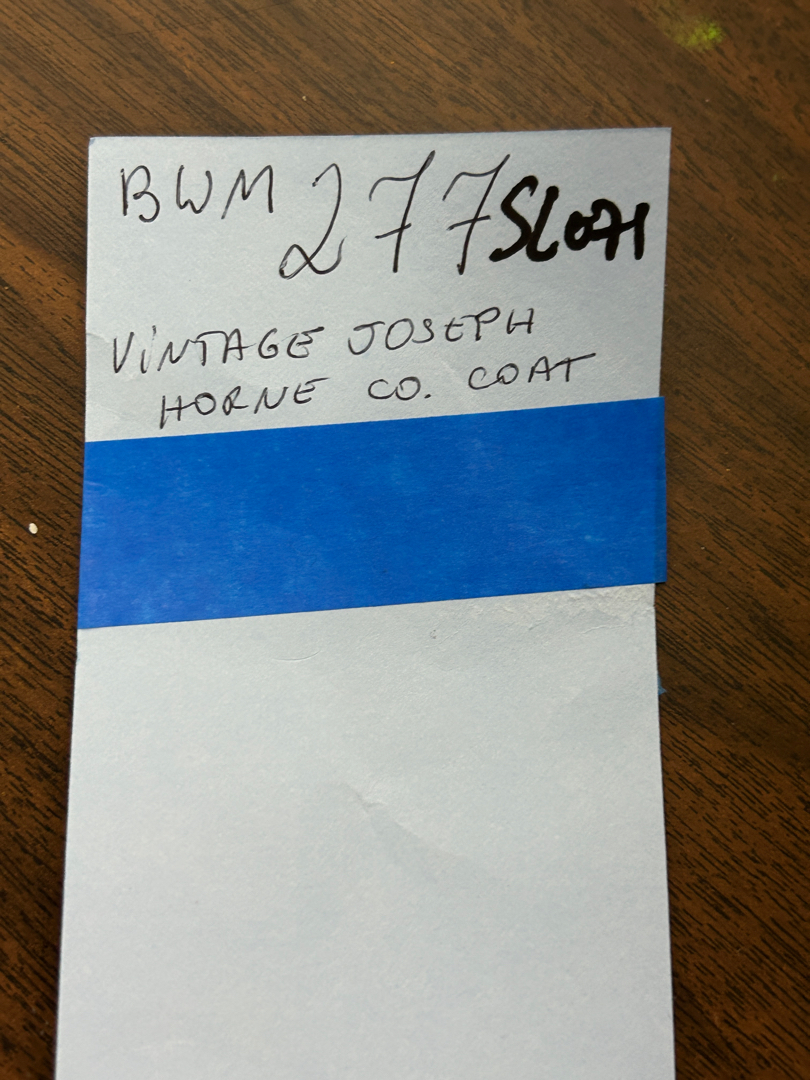 BWM 277 SL071
VINTAGE JOSEPH
HORNE CO. COAT